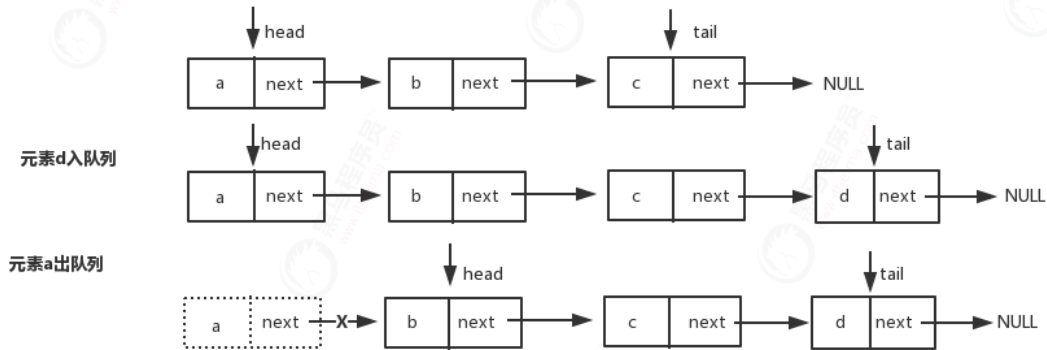 head
tail
a next b next c next NULL
元素d入队列
head
tail
a next b next c next d next NULL
元素a出队列
head
tail
a next X b next c next d next NULL